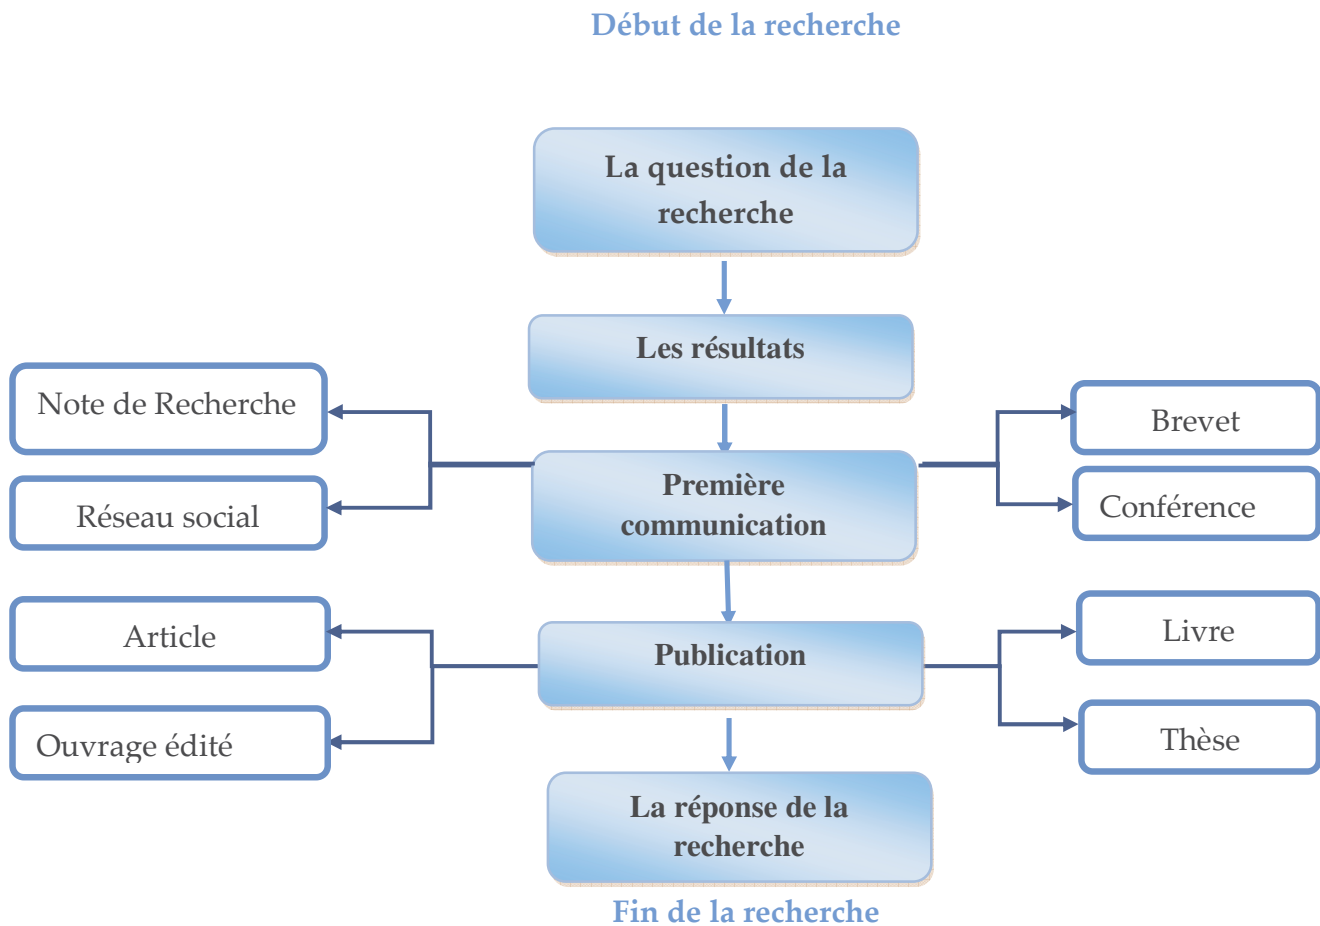 Début de la recherche
La question de la
recherche
Les résultats
Note de Recherche
Brevet
Première
communication
Réseau social
Conférence
Article
Livre
Publication
Ouvrage édité
Thèse
La réponse de la
recherche
Fin de la recherche